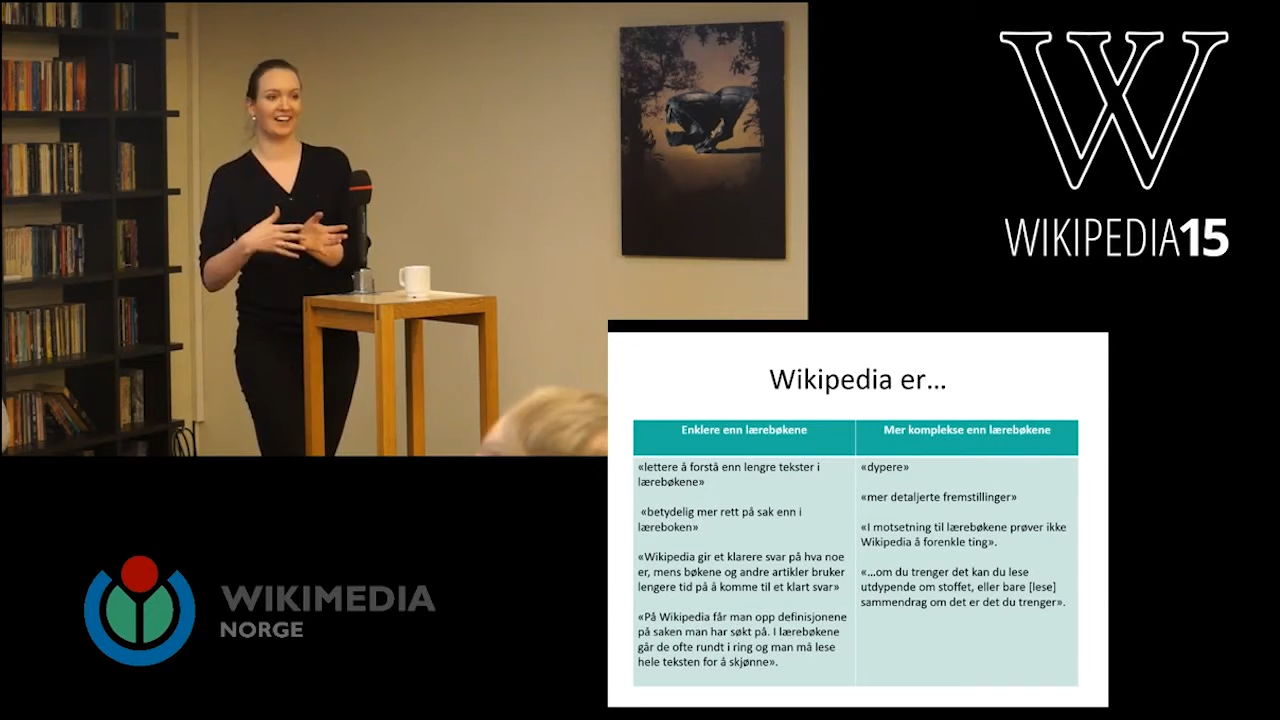 W
WIKIPEDIA15
Wikipedia er...
Enklere enn lærebøkene
«lettere å forstå enn lengre tekster i
lærebøkene»
«betydelig mer rett på sak enn i
læreboken»
«Wikipedia gir et klarere svar på hva noe
er, mens bøkene og andre artikler bruker
lengere tid på å komme til et klart svar»
«På Wikipedia får man opp definisjonene
på saken man har søkt på. I lærebøkene
går de ofte rundt i ring og man må lese
hele teksten for å skjønne».
Mer komplekse enn lærebøkene
«dypere»
«mer detaljerte fremstillinger»
«I motsetning til lærebøkene prøver ikke
Wikipedia å forenkle ting».
«...om du trenger det kan du lese
utdypende om stoffet, eller bare [lese]
sammendrag om det er det du trenger».
WIKIMEDIA
NORGE